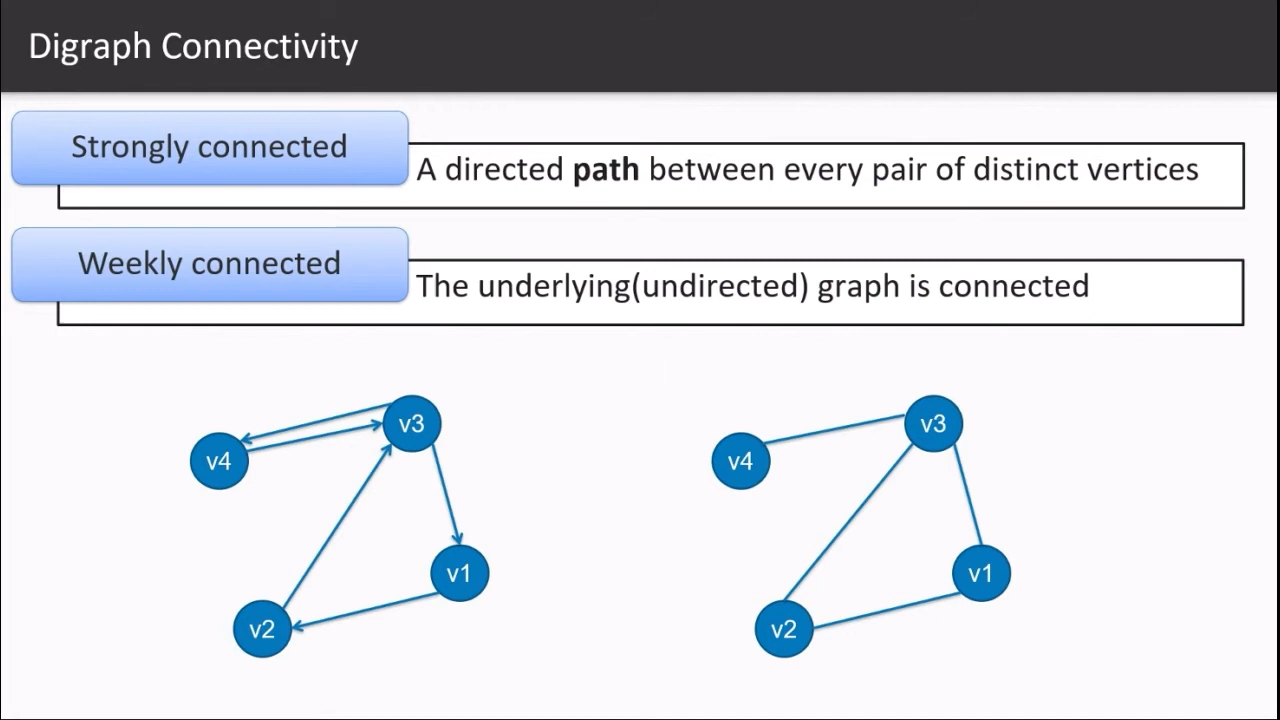 Digraph Connectivity
Strongly connected
A directed path between every pair of distinct vertices
Weekly connected
The underlying(undirected) graph is connected
v3
v4
v1
v2
v3
v4
v1
v2